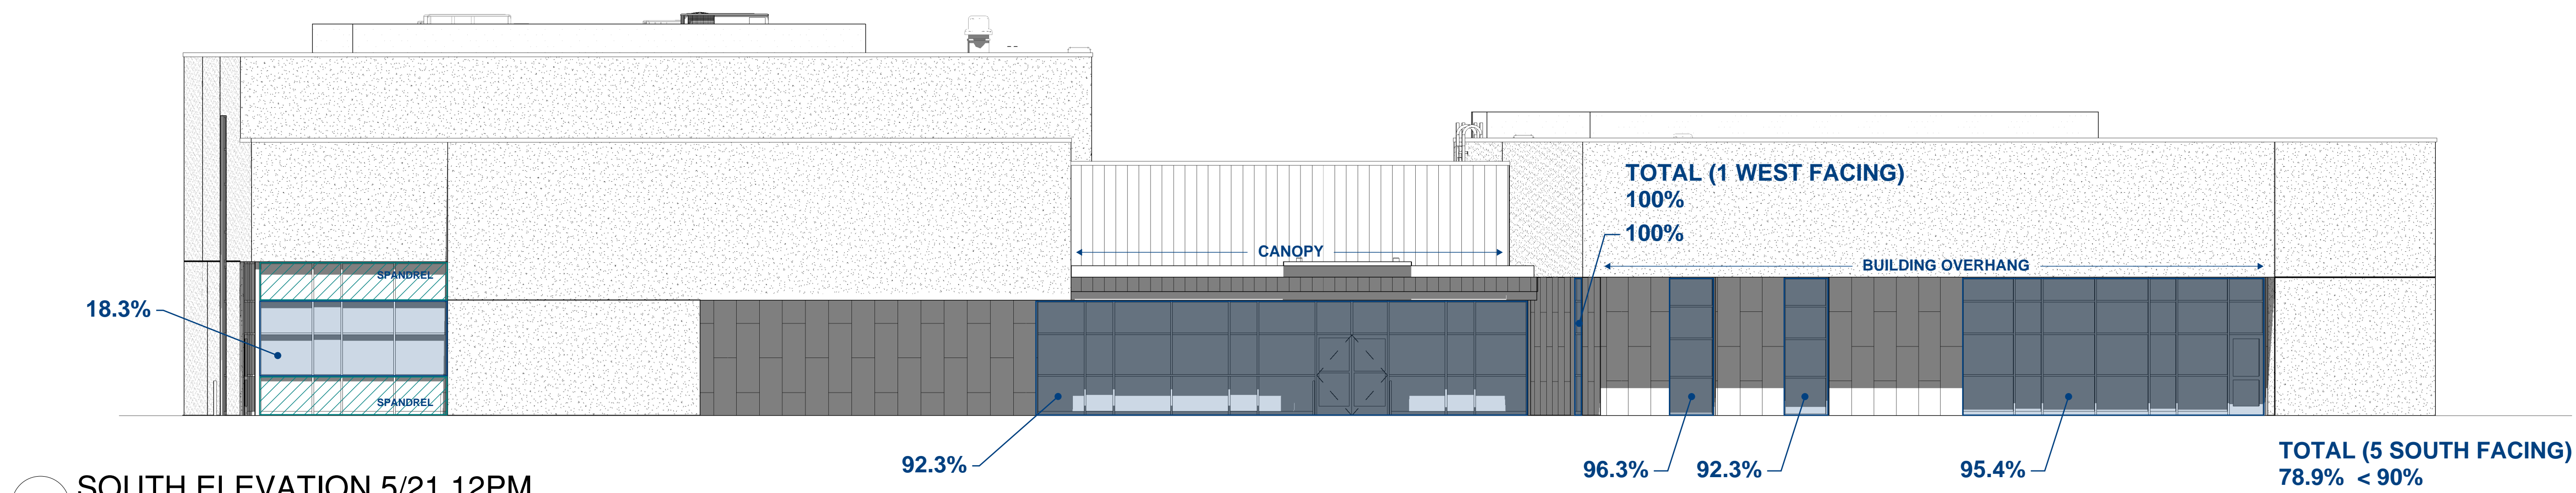 TOTAL (1 WEST FACING)
100%
100%
CANOPY
BUILDING OVERHANG
SPANDREL
18.3%
SPANDREL
92.3%
96.3%
92.3%
95.4%
TOTAL (5 SOUTH FACING)
78.9% < 90%
SOUTH ELEVATION 5/21 12PM